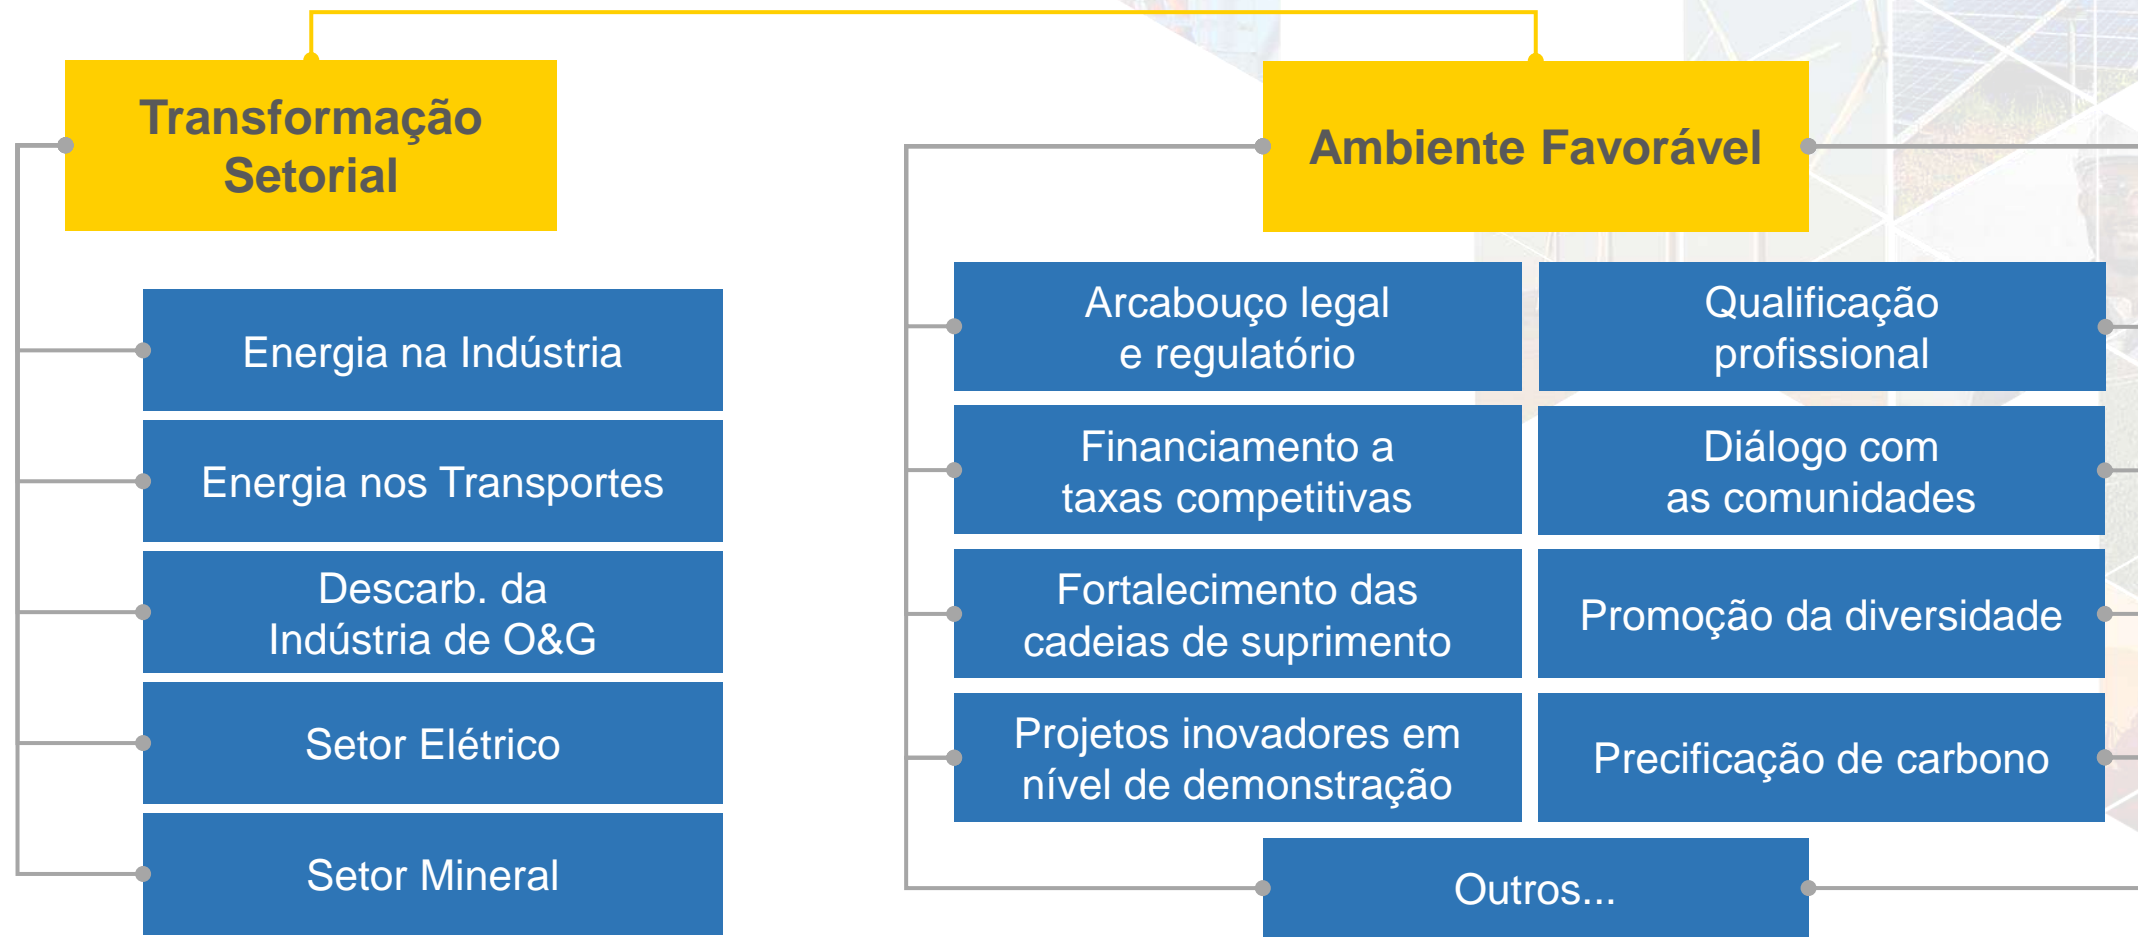 Transformação
Setorial
Energia na Indústria
Energia nos Transportes
Descarb. da
Indústria de O&G
Setor Elétrico
Setor Mineral
Ambiente Favorável
Arcabouço legal
e regulatório
Financiamento a
taxas competitivas
Fortalecimento das
cadeias de suprimento
Projetos inovadores em
nível de demonstração
Qualificação
profissional
Diálogo com
as comunidades
Promoção da diversidade
Precificação de carbono
Outros...